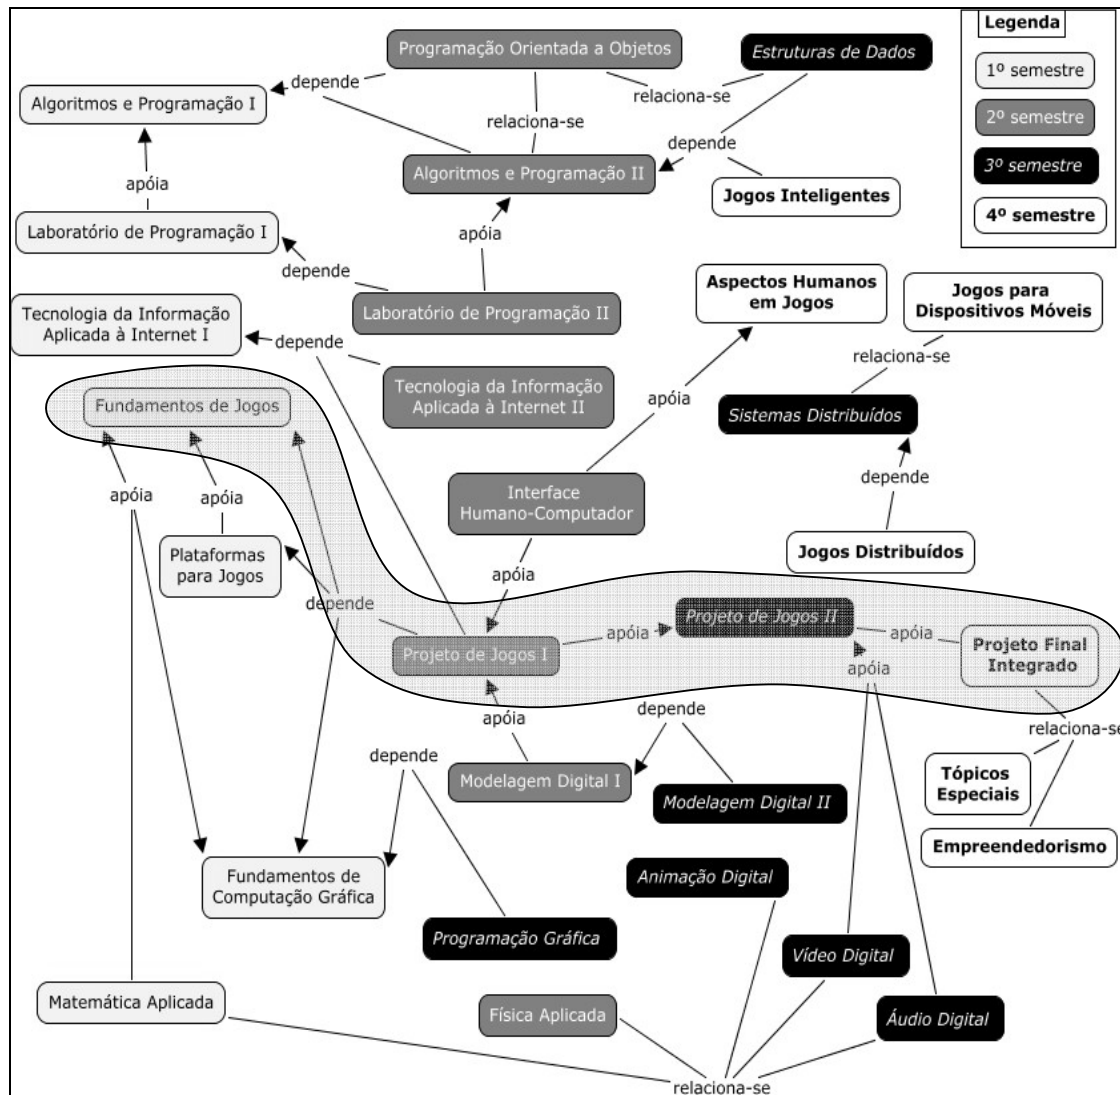 Legenda
1º semestre
2º semestre
3º semestre
4º semestre
Programação Orientada a Objetos
Estruturas de Dados
depende
relaciona-se
Algoritmos e Programação I
relaciona-se
depende
apóia
Algoritmos e Programação II
Jogos Inteligentes
Laboratório de Programação I
apóia
depende
Aspectos Humanos
em Jogos
Jogos para
Dispositivos Móveis
Tecnologia da Informação
Aplicada à Internet I
Laboratório de Programação II
depende
relaciona-se
Tecnologia da Informação
Aplicada à Internet II
apóia
Fundamentos de Jogos
Sistemas Distribuídos
depende
apóia
apóia
Interface
Humano-Computador
Plataformas
para Jogos
Jogos Distribuídos
apóia
depende
Projeto de Jogos I
apóia
Projeto de Jogos II
apóia
Projeto Final
Integrado
apóia
apóia
depende
relaciona-se
depende
Modelagem Digital I
Modelagem Digital II
Tópicos
Especiais
Empreendedorismo
Fundamentos de
Computação Gráfica
Animação Digital
Programação Gráfica
Vídeo Digital
Matemática Aplicada
Física Aplicada
Áudio Digital
relaciona-se